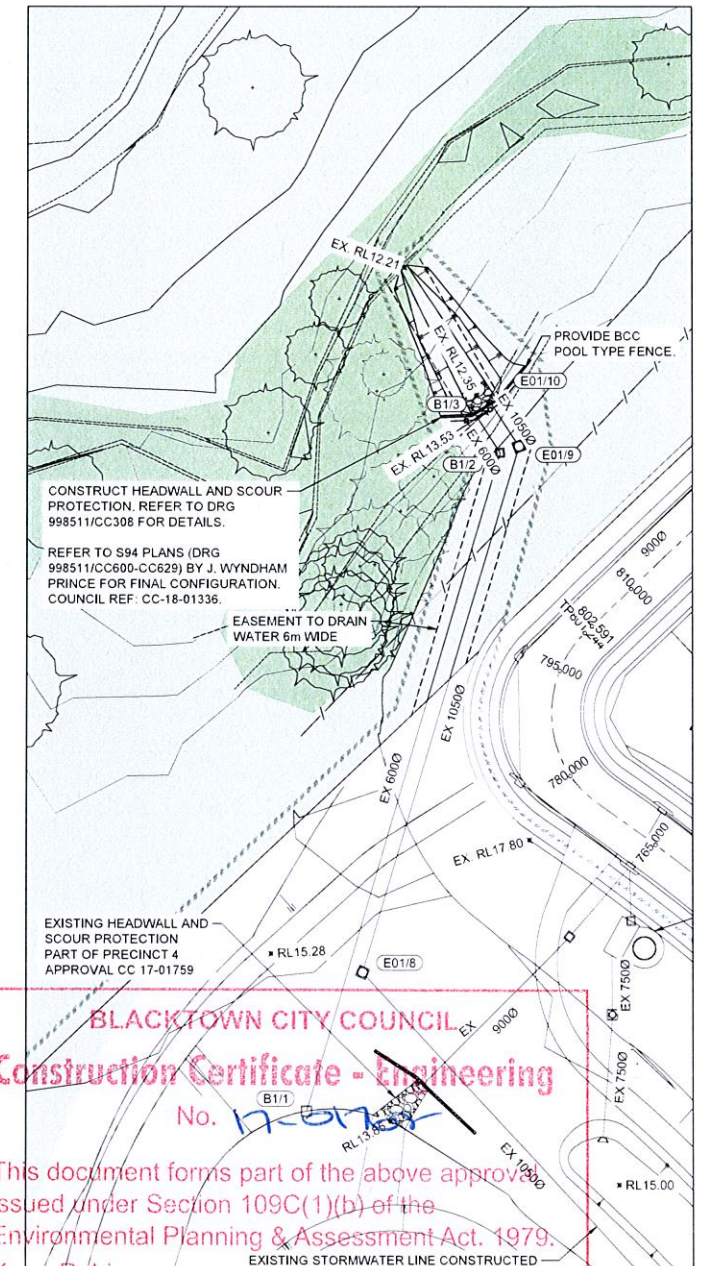 EX. RL12.21
PROVIDE BCC
POOL TYPE FENCE.
EX. RL12.35
E01/10
B1/3
EX 1050Ø
EX. RL13.53
EX 600Ø
B1/2
E01/9
CONSTRUCT HEADWALL AND SCOUR
PROTECTION. REFER TO DRG
998511/CC308 FOR DETAILS.
REFER TO S94 PLANS (DRG
998511/CC600-CC629) BY J. WYNDHAM
PRINCE FOR FINAL CONFIGURATION.
COUNCIL REF: CC-18-01336.
EASEMENT TO DRAIN
WATER 6m WIDE
900Ø
810.000
802.591
795.000
EX 1050Ø
EX 600Ø
780.000
765.000
EX. RL17.80
EXISTING HEADWALL AND
SCOUR PROTECTION
PART OF PRECINCT 4
APPROVAL CC 17-01759
RL15.28
E01/8
EX 900Ø
EX 750Ø
BLACKTOWN CITY COUNCIL
Construction Certificate - Engineering
B1/1
No.
RL13.85
EX 750Ø
This document forms part of the above approval
issued under Section 109C(1)(b) of the
Environmental Planning & Assessment Act. 1979.
EX 1050Ø
RL15.00
EXISTING STORMWATER LINE CONSTRUCTED